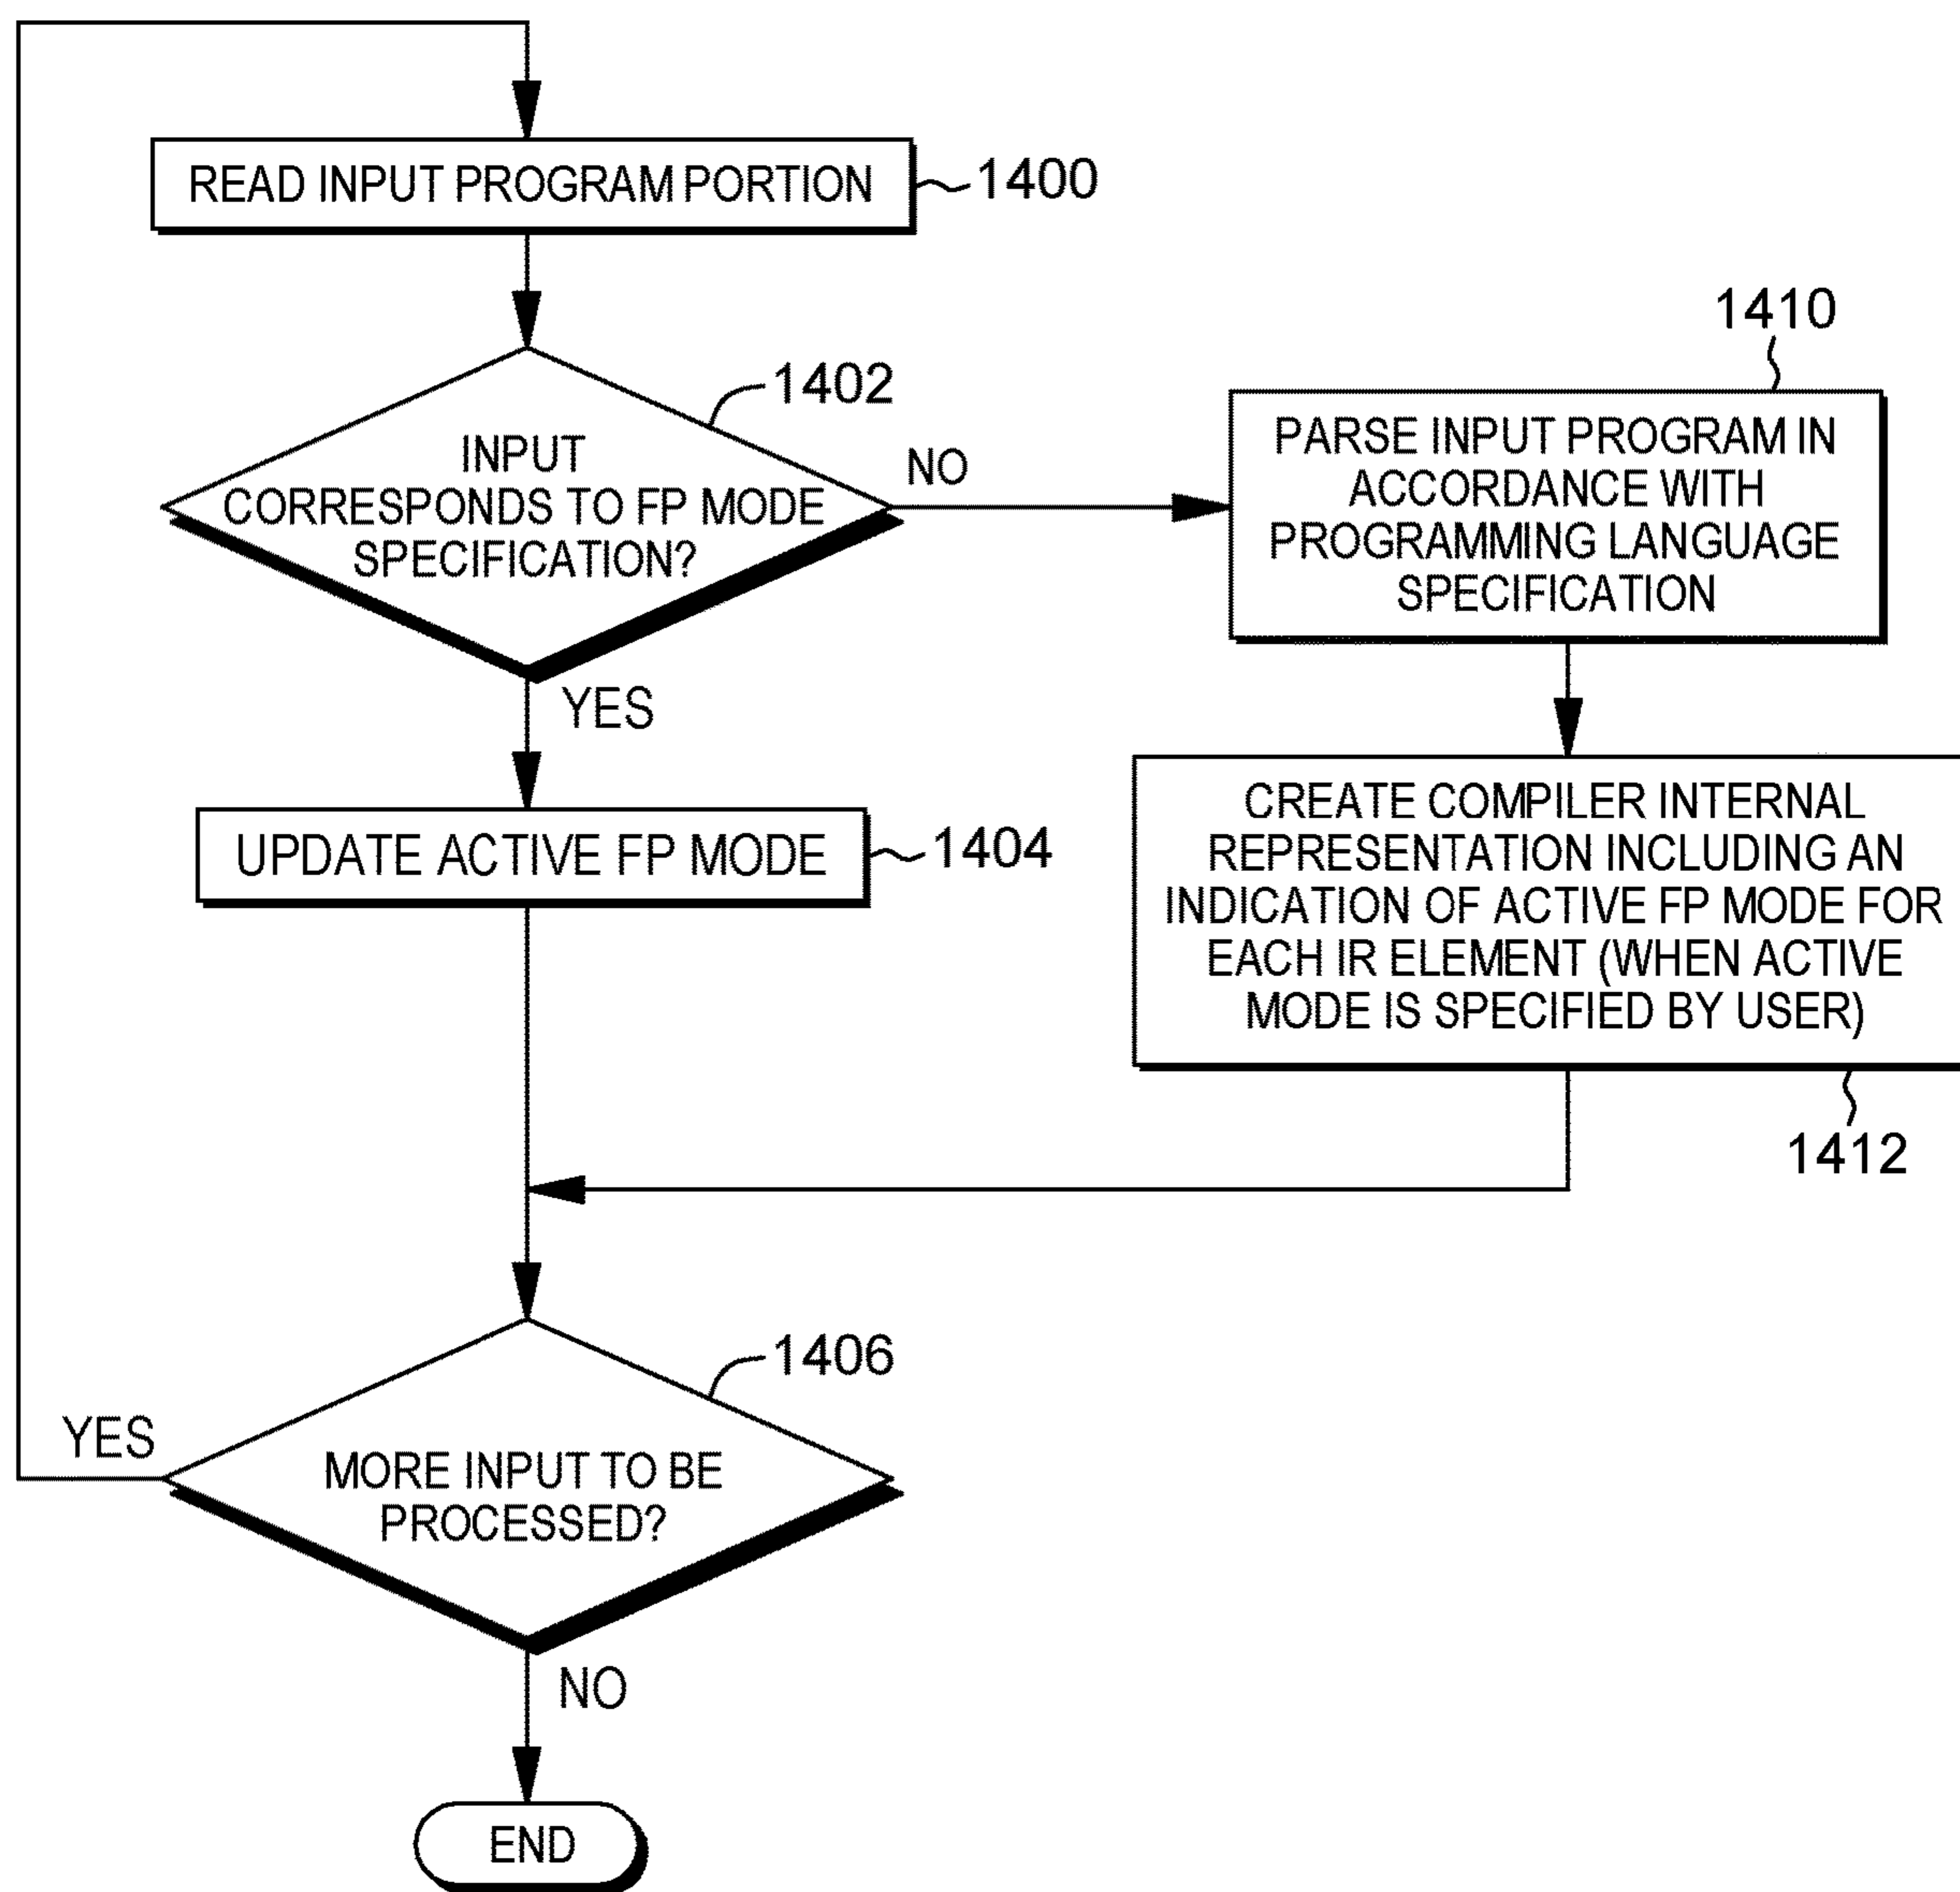 READ INPUT PROGRAM PORTION
1400
1402
INPUT
CORRESPONDS TO FP MODE
SPECIFICATION?
NO
YES
1410
PARSE INPUT PROGRAM IN
ACCORDANCE WITH
PROGRAMMING LANGUAGE
SPECIFICATION
UPDATE ACTIVE FP MODE
1404
CREATE COMPILER INTERNAL
REPRESENTATION INCLUDING AN
INDICATION OF ACTIVE FP MODE FOR
EACH IR ELEMENT (WHEN ACTIVE
MODE IS SPECIFIED BY USER)
1412
1406
YES
MORE INPUT TO BE
PROCESSED?
NO
END